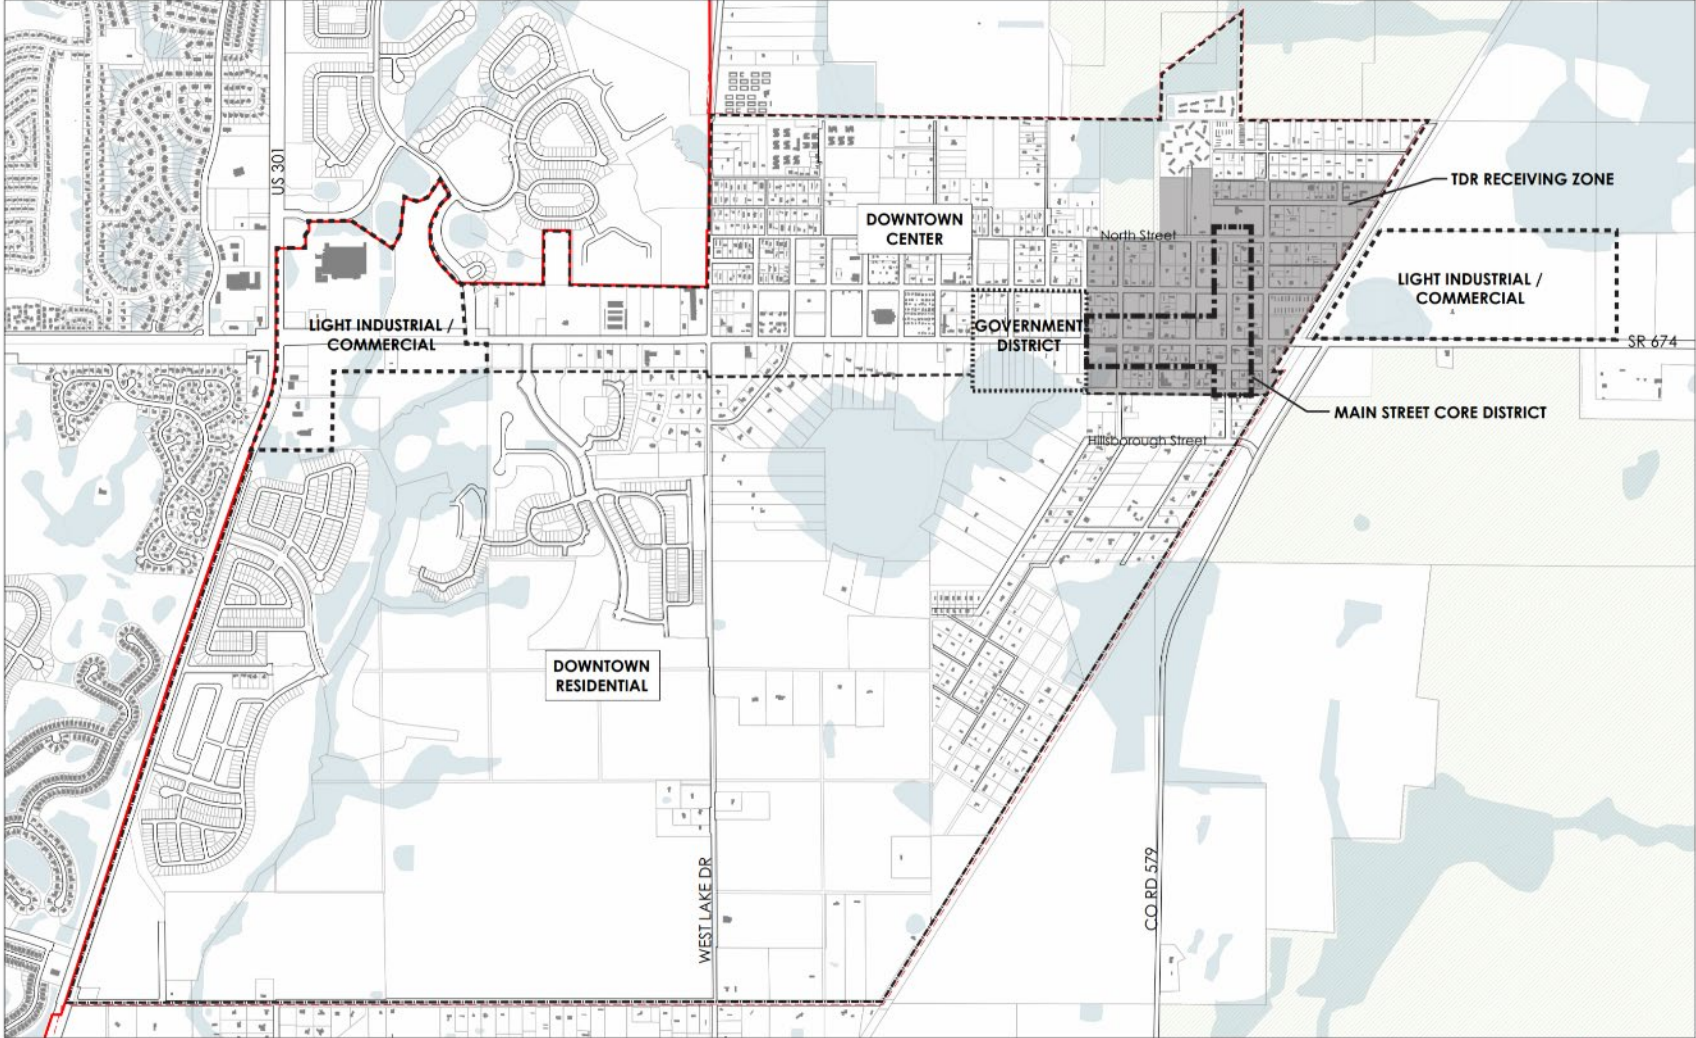 US 301
TDR RECEIVING ZONE
DOWNTOWN
CENTER
North Street
LIGHT INDUSTRIAL /
COMMERCIAL
LIGHT INDUSTRIAL /
COMMERCIAL
GOVERNMENT
DISTRICT
SR 674
MAIN STREET CORE DISTRICT
Hillsborough Street
DOWNTOWN
RESIDENTIAL
WEST LAKE DR
CO RD 579